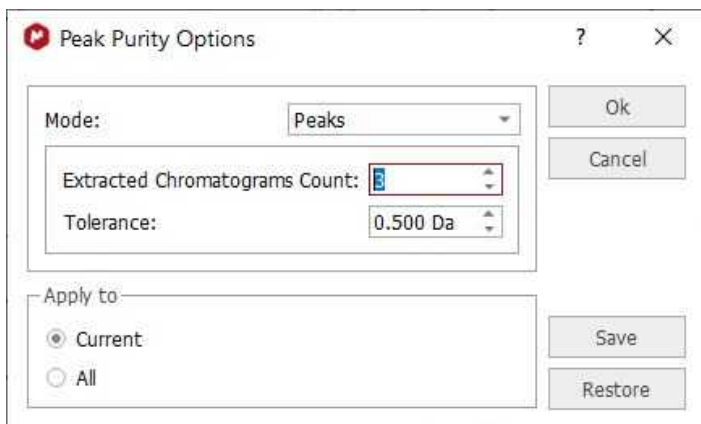 Peak Purity Options ? X
Mode: Peaks
Ok
Cancel
Extracted Chromatograms Count: 3
Tolerance: 0.500 Da
Apply to
Current
All
Save
Restore